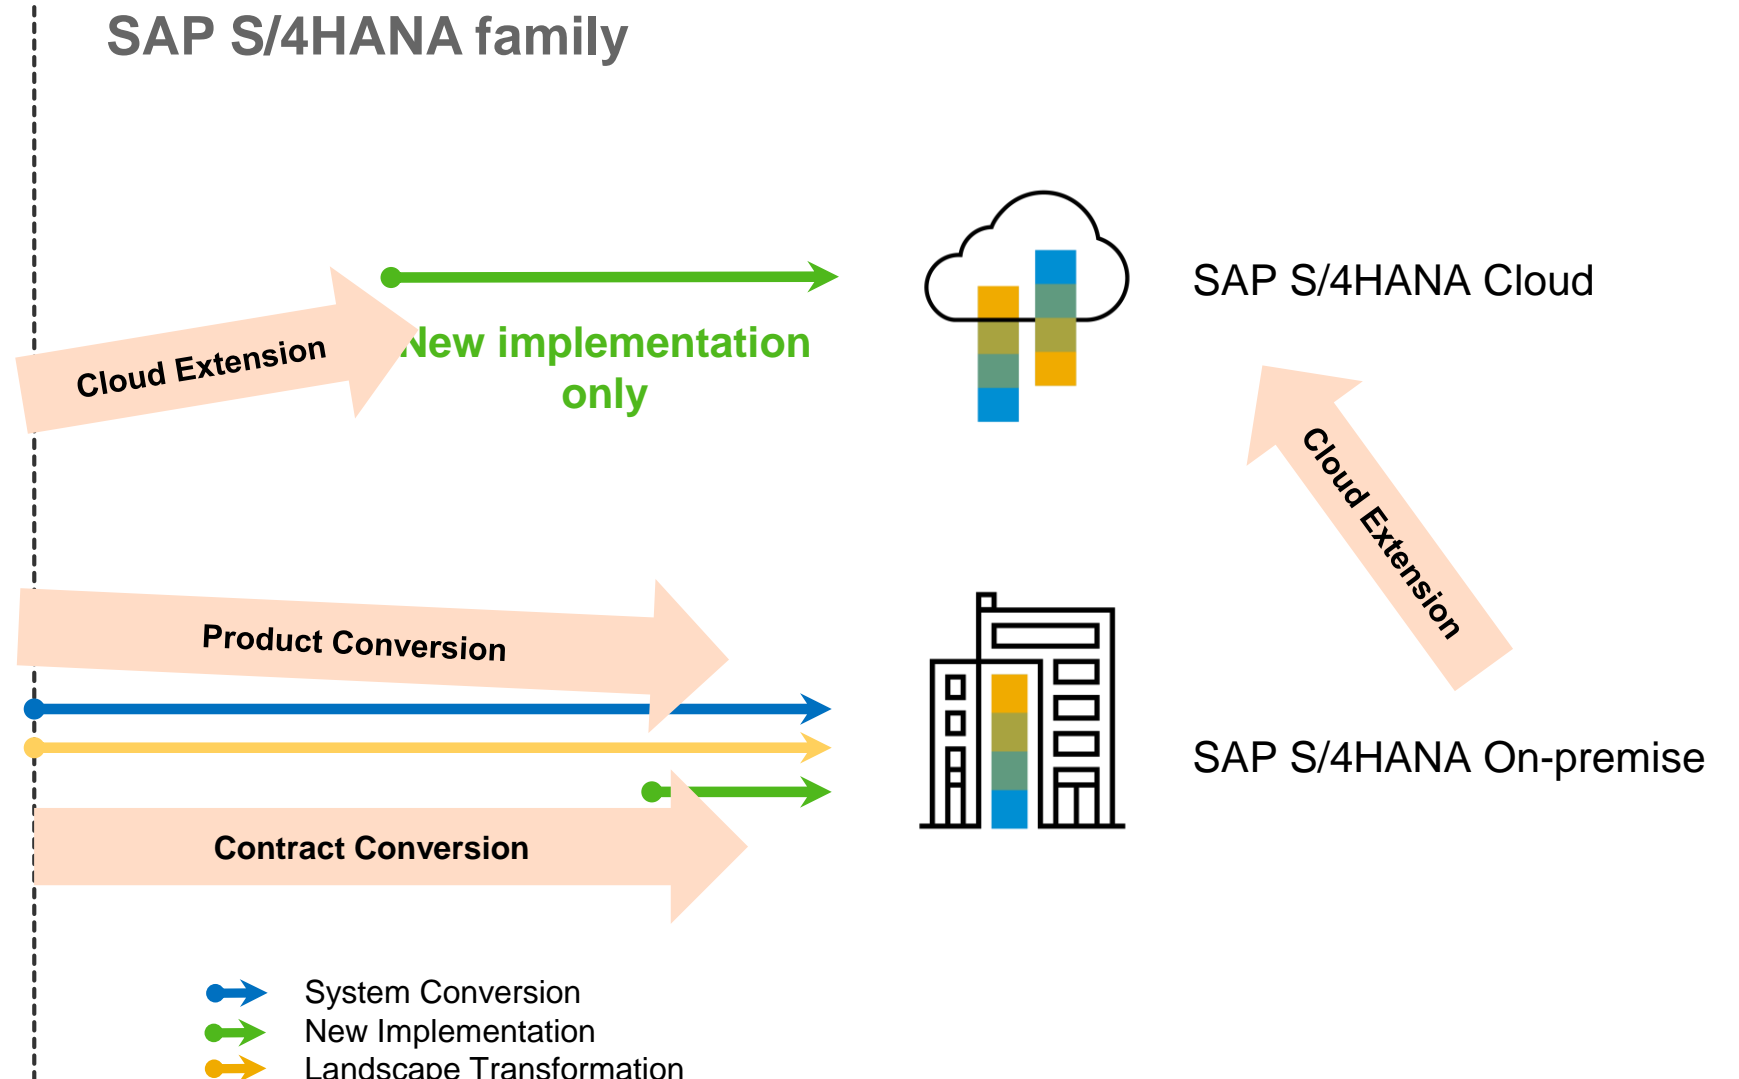 SAP S/4HANA family
SAP S/4HANA Cloud
Cloud Extension
New implementation
only
Cloud Extension
Product Conversion
SAP S/4HANA On-premise
Contract Conversion
System Conversion
New Implementation
Landscape Transformation